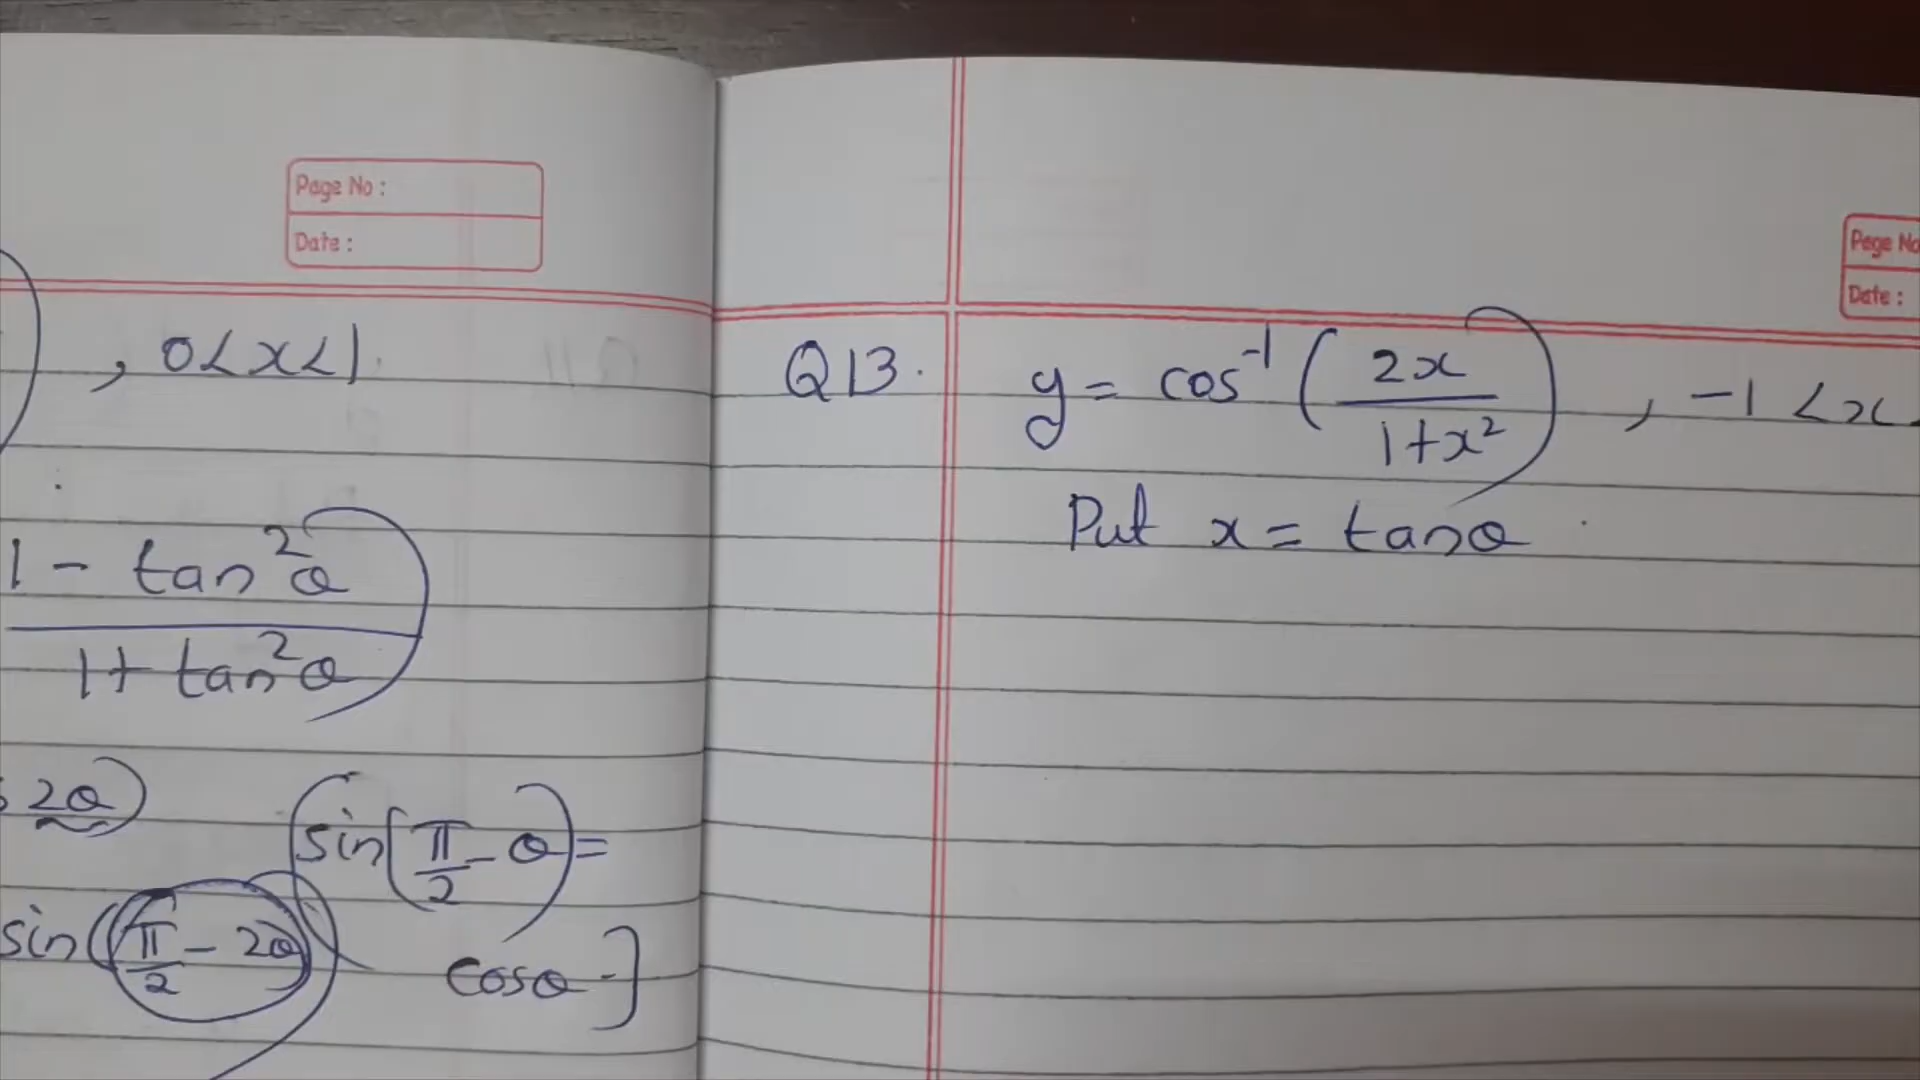 Page No :
Date :
, 0<x<1.
1 - tan²θ
1 + tan²θ
2θ)
sin(π/2 - θ) =
sin(π/2 - 2θ)
cosθ.]
Page No
Date :
Q13. y = cos⁻¹(2x/1+x²), -1 < x
Put x = tanθ